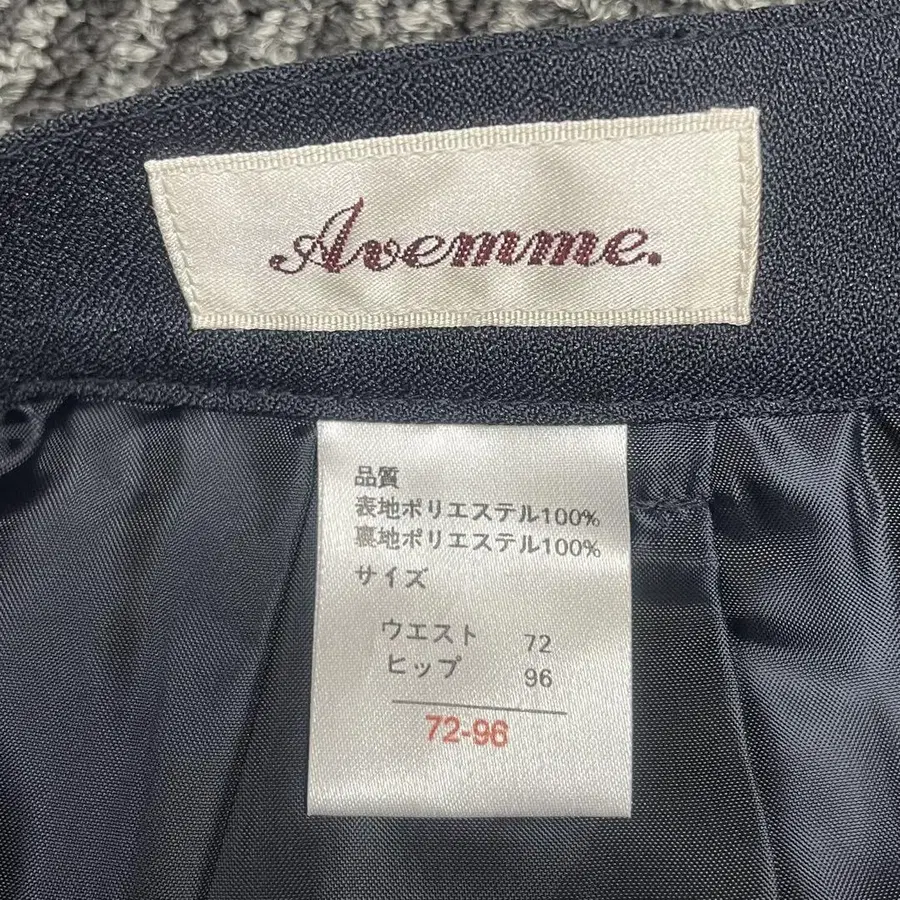 Avemme.
品質
表地ポリエステル100%
裏地ポリエステル100%
サイズ
ウエスト 72
ヒップ 96
72-96